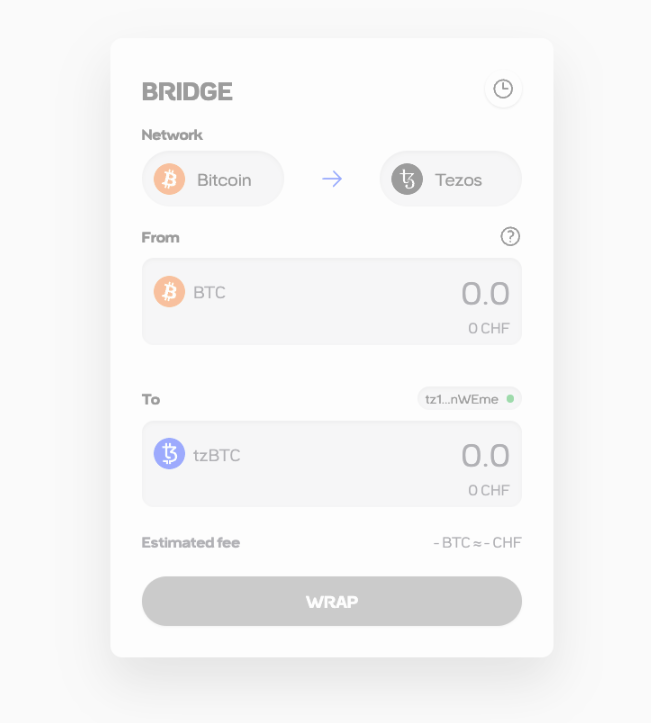 BRIDGE
Network
Bitcoin → Tezos
From
BTC 0.0
0 CHF
To tz1...nWEme
tzBTC 0.0
0 CHF
Estimated fee - BTC ≈ - CHF
WRAP